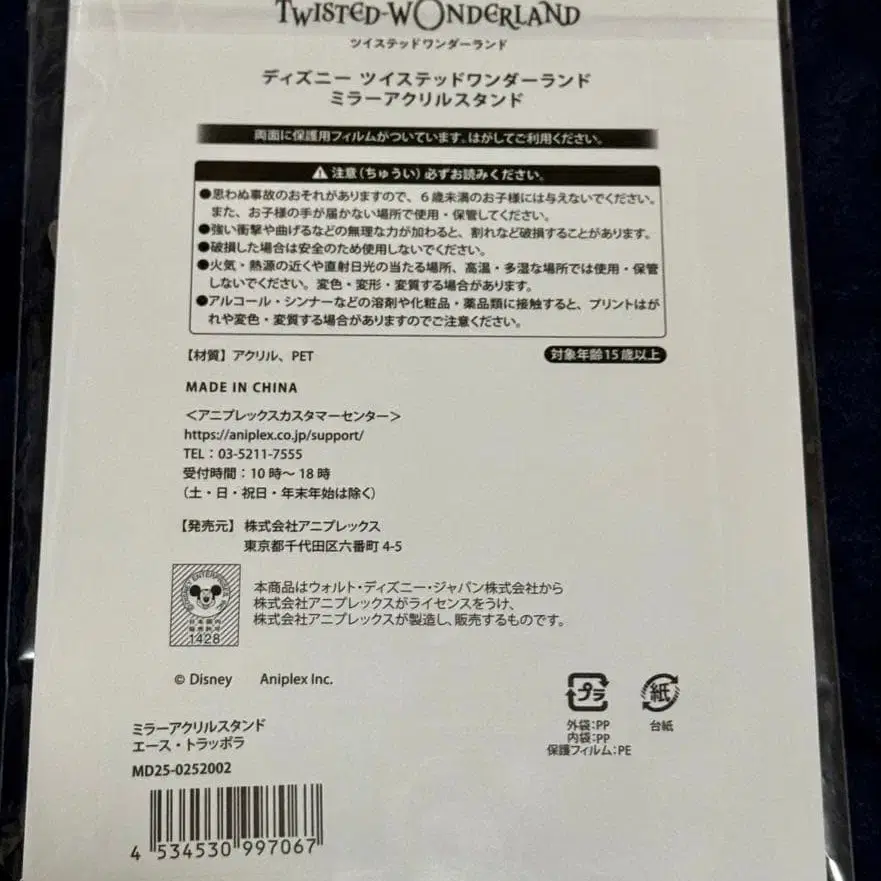 TWISTED-WONDERLAND
ツイステッドワンダーランド
ディズニー ツイステッドワンダーランド
ミラーアクリルスタンド
両面に保護用フィルムがついています。はがしてご利用ください。
⚠注意（ちゅうい）必ずお読みください。
●思わぬ事故のおそれがありますので、6歳未満のお子様には与えないでください。
また、お子様の手が届かない場所で使用・保管してください。
●強い衝撃や曲げるなどの無理な力が加わると、割れなど破損することがあります。
●破損した場合は安全のため使用しないでください。
●火気・熱源の近くや直射日光の当たる場所、高温・多湿な場所では使用・保管
しないでください。変色・変形・変質する場合があります。
●アルコール・シンナーなどの溶剤や化粧品・薬品類に接触すると、プリントはが
れや変色・変質する場合がありますのでご注意ください。
【材質】アクリル、PET
対象年齢15歳以上
MADE IN CHINA
＜アニプレックスカスタマーセンター＞
https://aniplex.co.jp/support/
TEL：03-5211-7555
受付時間：10時～18時
（土・日・祝日・年末年始は除く）
【発売元】株式会社アニプレックス
東京都千代田区六番町4-5
本商品はウォルト・ディズニー・ジャパン株式会社から
株式会社アニプレックスがライセンスをうけ、
株式会社アニプレックスが製造し、販売するものです。
1428
© Disney Aniplex Inc.
プラ
紙
外袋：PP
内袋：PP
保護フィルム：PE
台紙
ミラーアクリルスタンド
エース・トラッポラ
MD25-0252002
4 534530 997067